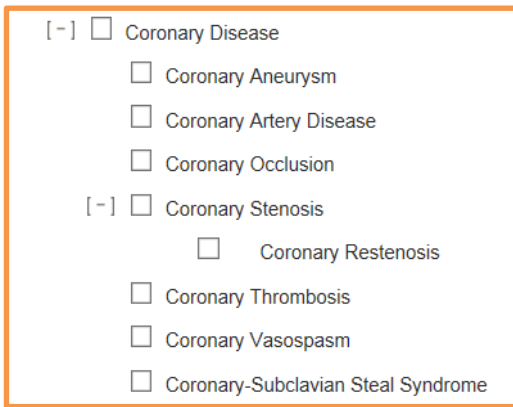 [-] Coronary Disease
Coronary Aneurysm
Coronary Artery Disease
Coronary Occlusion
[-] Coronary Stenosis
Coronary Restenosis
Coronary Thrombosis
Coronary Vasospasm
Coronary-Subclavian Steal Syndrome